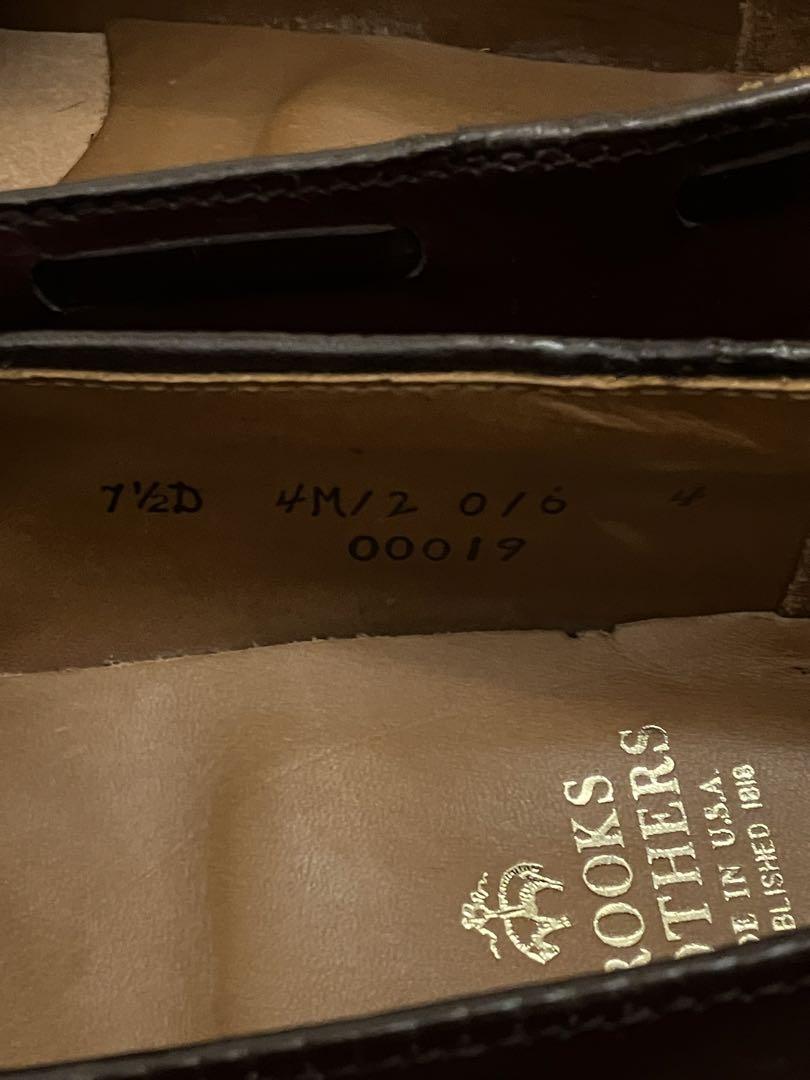 7½D 4M/2 0/6 4
00019
ROOKS
OTHERS
DE IN U.S.A.
BLISHED 1818